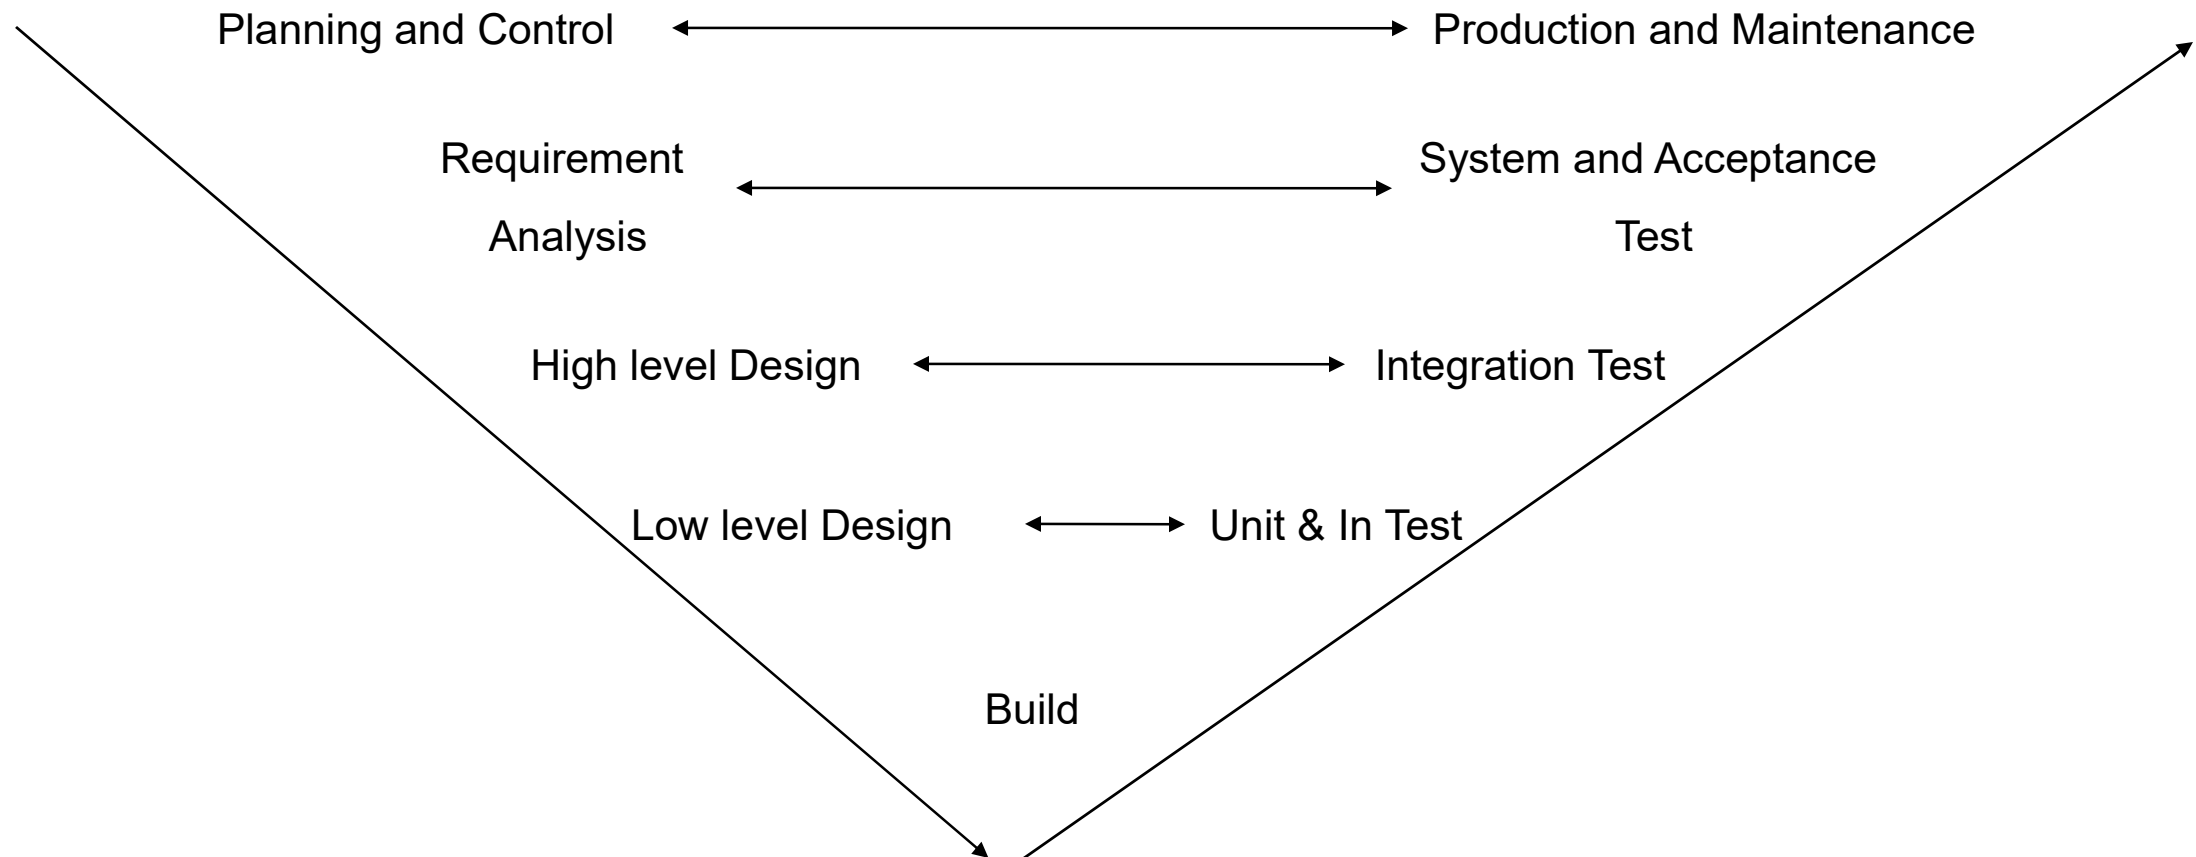 Planning and Control
Production and Maintenance
Requirement
Analysis
System and Acceptance
Test
High level Design
Integration Test
Low level Design
Unit & In Test
Build